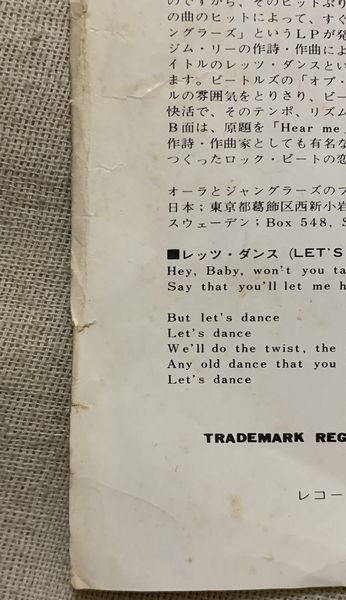 のですから、そのヒットぶり
の曲のヒットによって、すぐ
ングラーズ」というＬＰが発
ジム・リーの作詩・作曲によ
イトルのレッツ・ダンスとい
ます。ビートルズの「オブ・
ルの雰囲気をとりさり、ビー
快活で、そのテンポ、リズム
Ｂ面は、原題を「Hear me
作詩・作曲家としても有名な
つくったロック・ビートの恋
オーラとジャングラーズのフ
日本；東京都葛飾区西新小岩
スウェーデン；Box 548, S
■レッツ・ダンス (LET'S
Hey, Baby, won't you ta
Say that you'll let me h
But let's dance
Let's dance
We'll do the twist, the
Any old dance that you
Let's dance
TRADEMARK REG
レコー